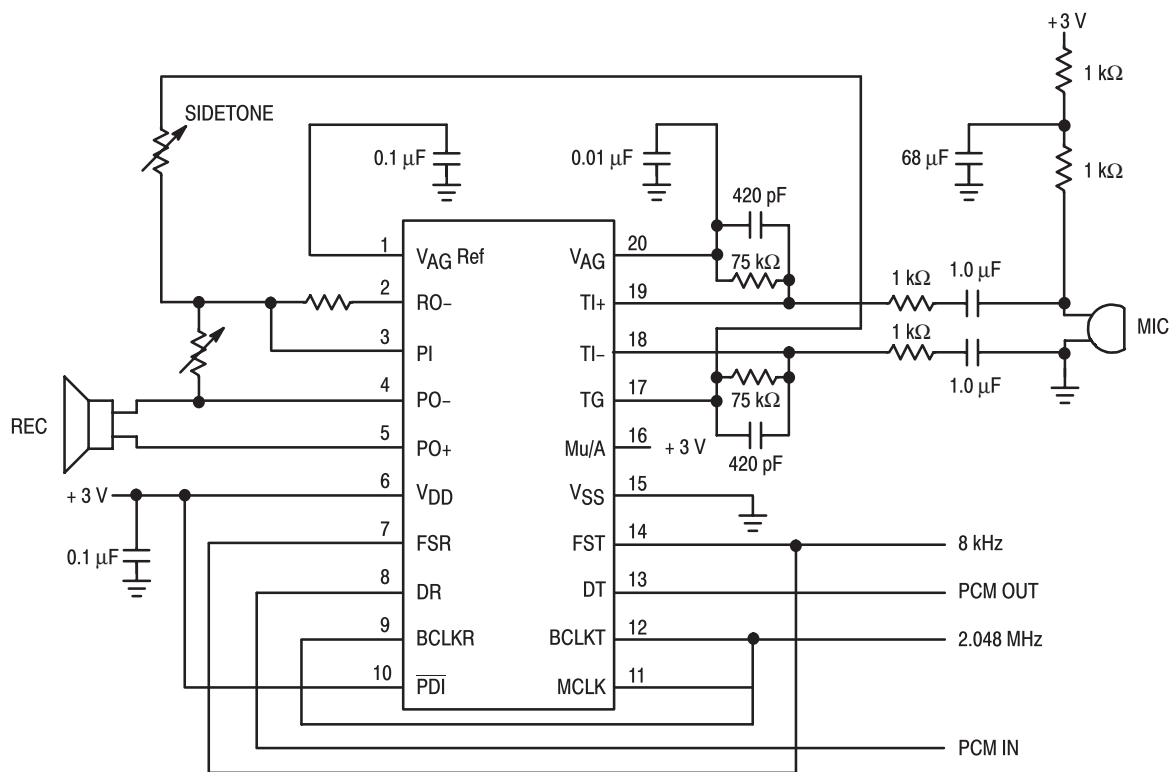 + 3 V
1 kΩ
SIDETONE
0.1 µF
0.01 µF
68 µF
1 kΩ
420 pF
1
V_AG Ref
V_AG
20
75 kΩ
1 kΩ
1.0 µF
2
RO–
TI+
19
MIC
3
PI
TI–
18
1 kΩ
1.0 µF
4
PO–
TG
17
75 kΩ
REC
5
PO+
Mu/A
16
+ 3 V
420 pF
+ 3 V
6
V_DD
V_SS
15
7
FSR
FST
14
8 kHz
0.1 µF
8
DR
DT
13
PCM OUT
9
BCLKR
BCLKT
12
2.048 MHz
10
PDI
MCLK
11
PCM IN